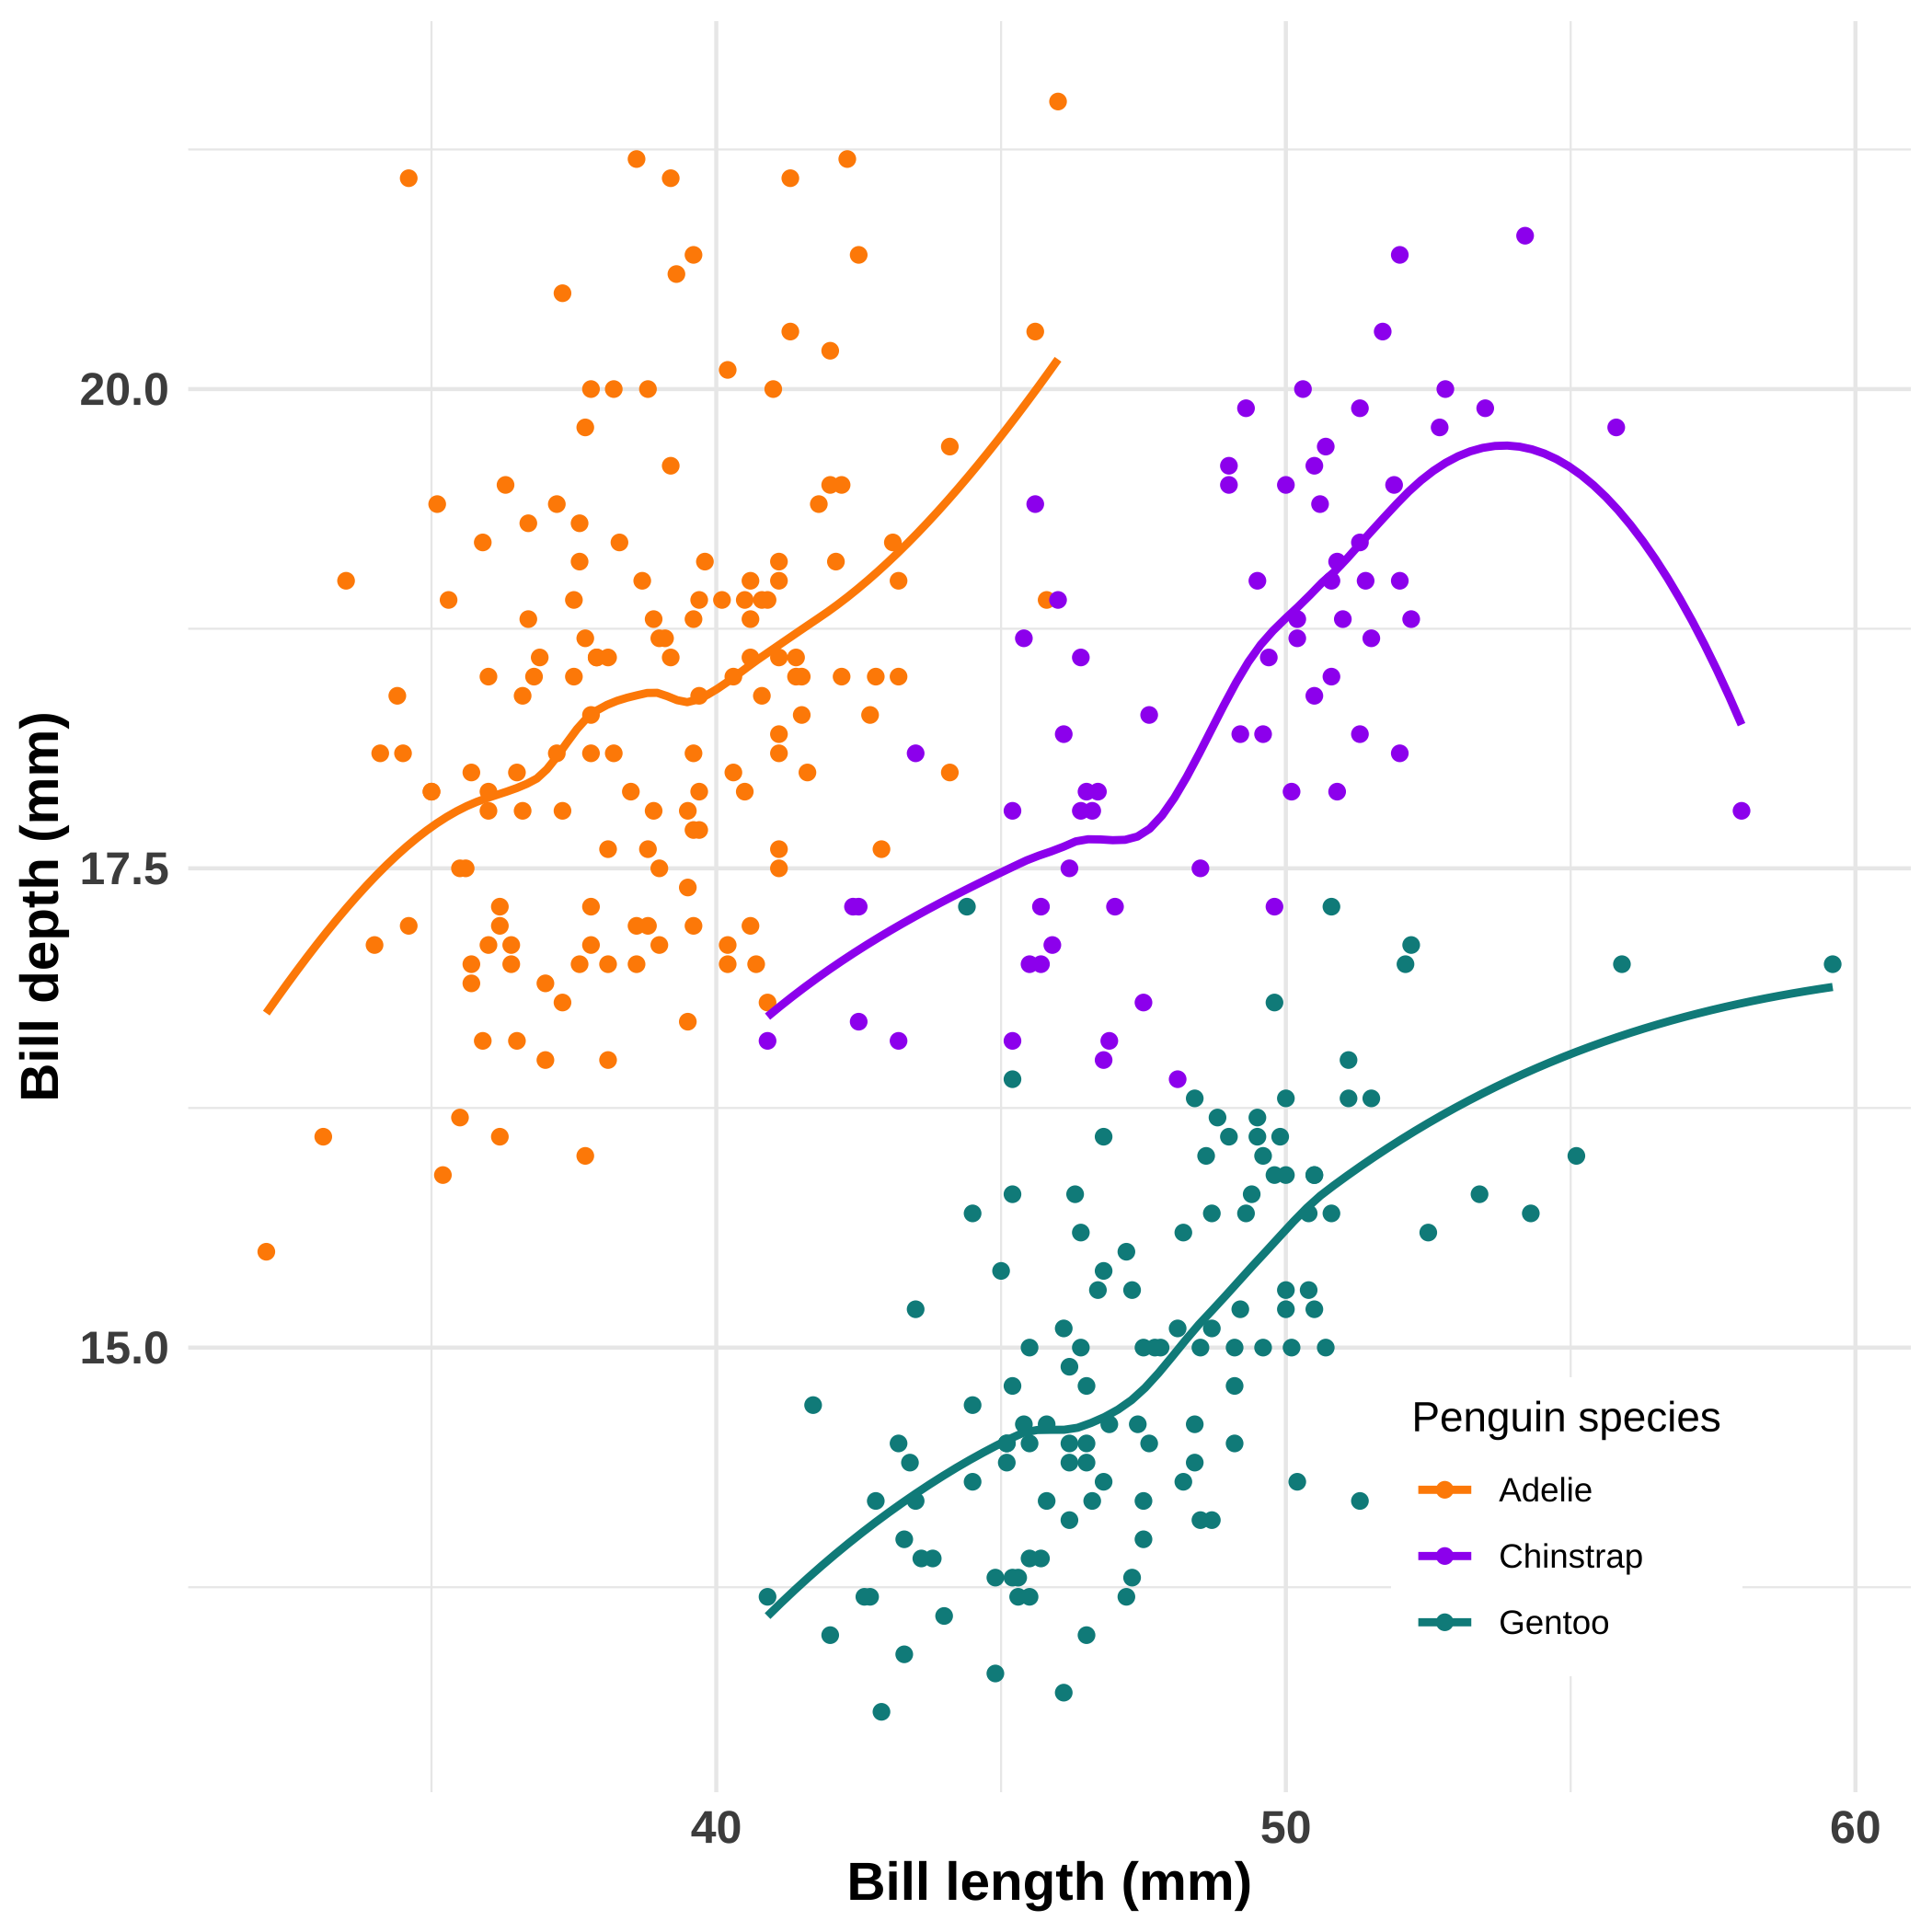 20.0
17.5
15.0
Bill depth (mm)
40 50 60
Bill length (mm)
Penguin species
Adelie
Chinstrap
Gentoo